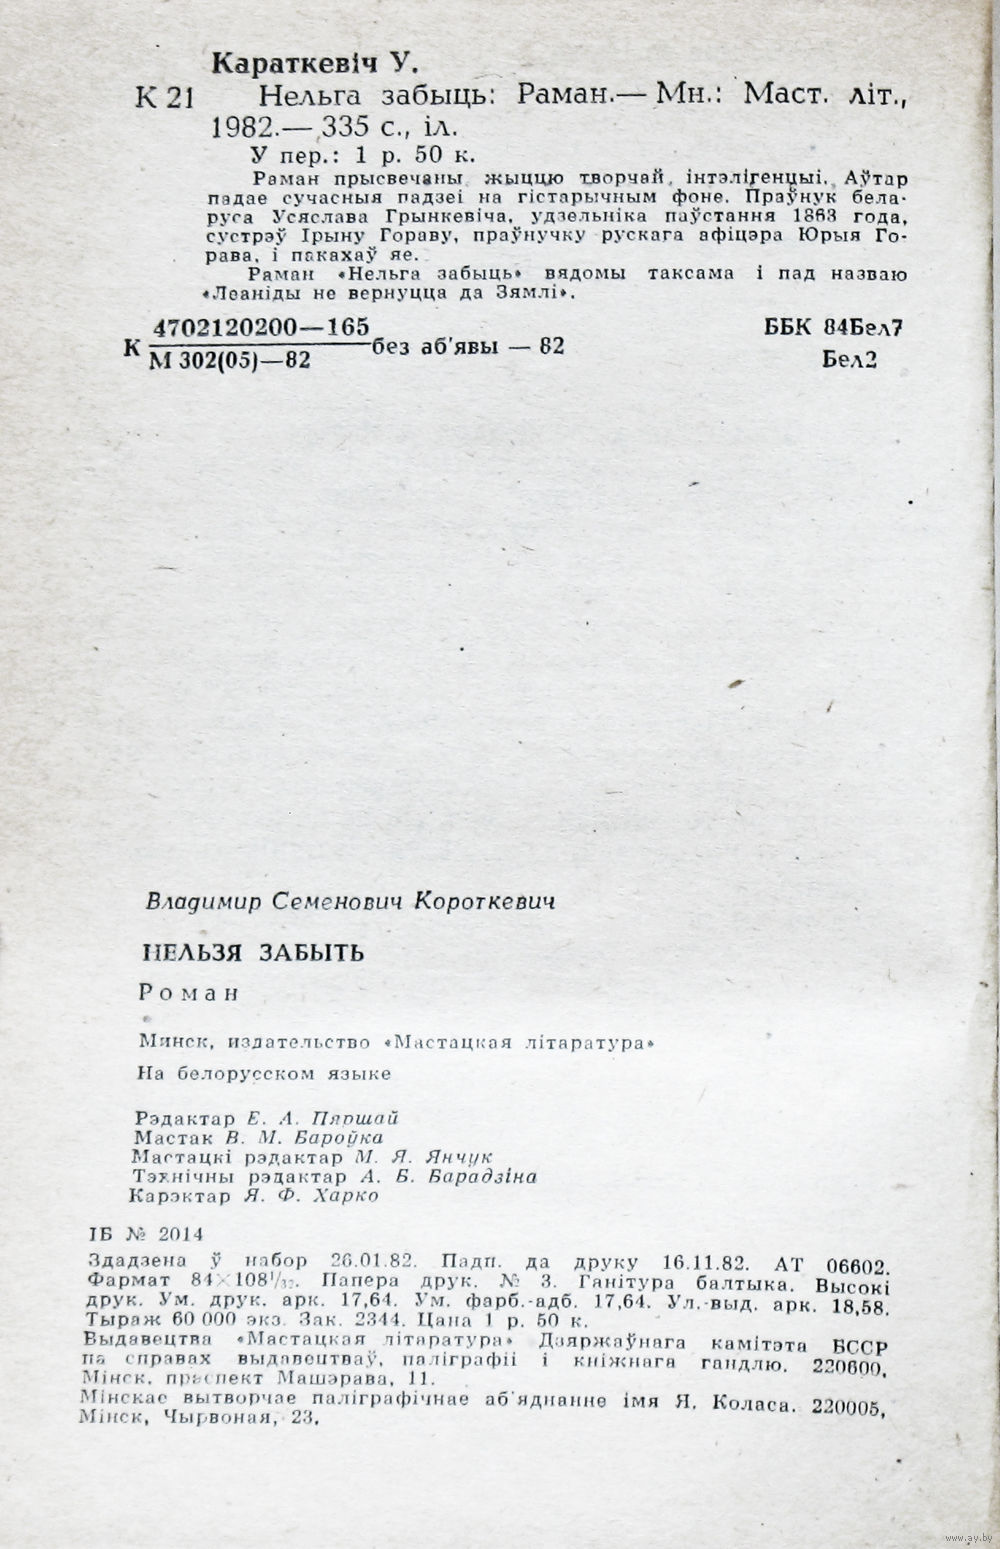 Караткевіч У.
К 21 Нельга забыць: Раман.— Мн.: Маст. літ.,
1982.— 335 с., іл.
У пер.: 1 р. 50 к.
Раман прысвечаны жыццю творчай інтэлігенцыі. Аўтар
падае сучасныя падзеі на гістарычным фоне. Праўнук бела-
руса Усяслава Грынкевіча, удзельніка паўстання 1863 года,
сустрэў Ірыну Гораву, праўнучку рускага афіцэра Юрыя Го-
рава, і пакахаў яе.
Раман «Нельга забыць» вядомы таксама і пад назваю
«Леаніды не вернуцца да Зямлі».
К 4702120200—165 / М 302(05)—82 без аб'явы — 82
ББК 84Бел7
Бел2
Владимир Семенович Короткевич
НЕЛЬЗЯ ЗАБЫТЬ
Роман
Минск, издательство «Мастацкая літаратура»
На белорусском языке
Рэдактар Е. А. Пяршай
Мастак В. М. Бароўка
Мастацкі рэдактар М. Я. Янчук
Тэхнічны рэдактар А. Б. Барадзіна
Карэктар Я. Ф. Харко
ІБ № 2014
Здадзена ў набор 26.01.82. Падп. да друку 16.11.82. АТ 06602.
Фармат 84×108¹/₃₂. Папера друк. № 3. Гарнітура балтыка. Высокі
друк. Ум. друк. арк. 17,64. Ум. фарб.-адб. 17,64. Ул.-выд. арк. 18,58.
Тыраж 60 000 экз. Зак. 2344. Цана 1 р. 50 к.
Выдавецтва «Мастацкая літаратура» Дзяржаўнага камітэта БССР
па справах выдавецтваў, паліграфіі і кніжнага гандлю. 220600,
Мінск, праспект Машэрава, 11.
Мінскае вытворчае паліграфічнае аб'яднанне імя Я. Коласа. 220005,
Мінск, Чырвоная, 23.
www.ay.by